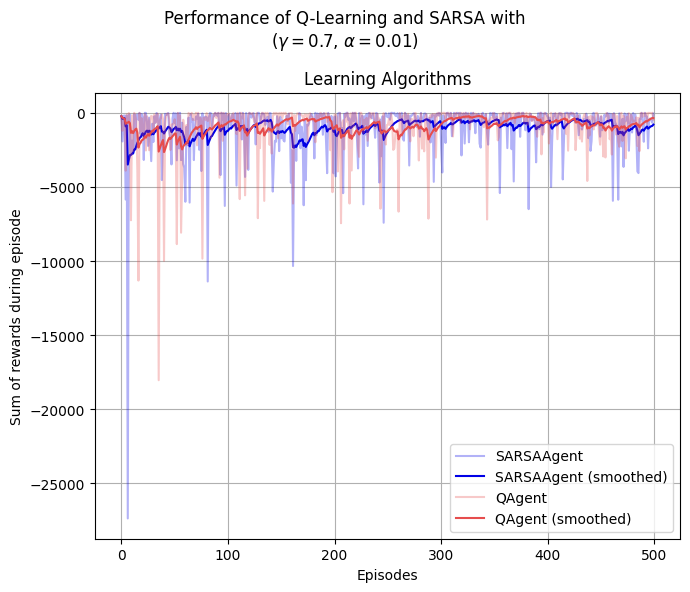 Performance of Q-Learning and SARSA with
(γ = 0.7, α = 0.01)
Learning Algorithms
0
−5000
−10000
−15000
−20000
−25000
Sum of rewards during episode
0 100 200 300 400 500
Episodes
SARSAAgent
SARSAAgent (smoothed)
QAgent
QAgent (smoothed)